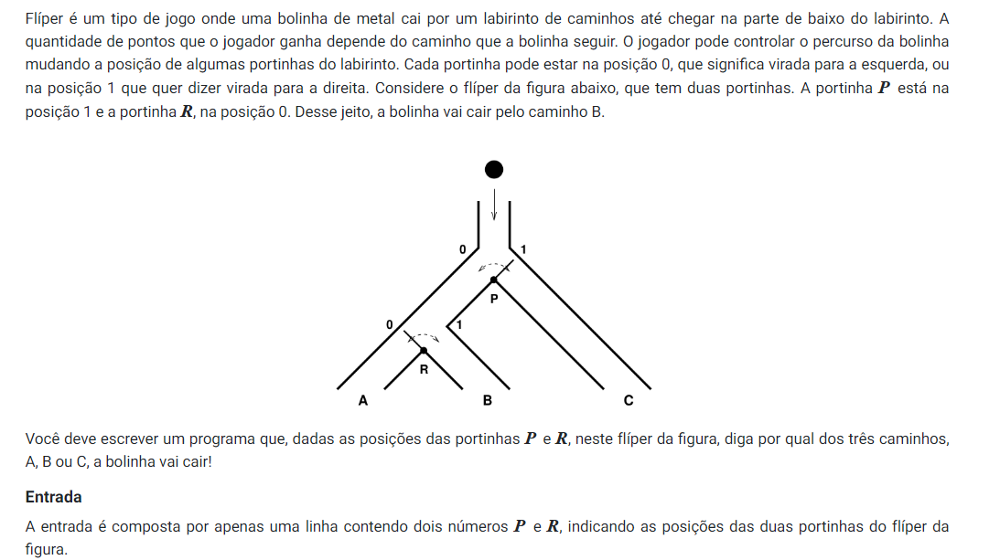 Flíper é um tipo de jogo onde uma bolinha de metal cai por um labirinto de caminhos até chegar na parte de baixo do labirinto. A
quantidade de pontos que o jogador ganha depende do caminho que a bolinha seguir. O jogador pode controlar o percurso da bolinha
mudando a posição de algumas portinhas do labirinto. Cada portinha pode estar na posição 0, que significa virada para a esquerda, ou
na posição 1 que quer dizer virada para a direita. Considere o flíper da figura abaixo, que tem duas portinhas. A portinha P está na
posição 1 e a portinha R, na posição 0. Desse jeito, a bolinha vai cair pelo caminho B.
0 1
P
0 1
R
A B C
Você deve escrever um programa que, dadas as posições das portinhas P e R, neste flíper da figura, diga por qual dos três caminhos,
A, B ou C, a bolinha vai cair!
Entrada
A entrada é composta por apenas uma linha contendo dois números P e R, indicando as posições das duas portinhas do flíper da
figura.